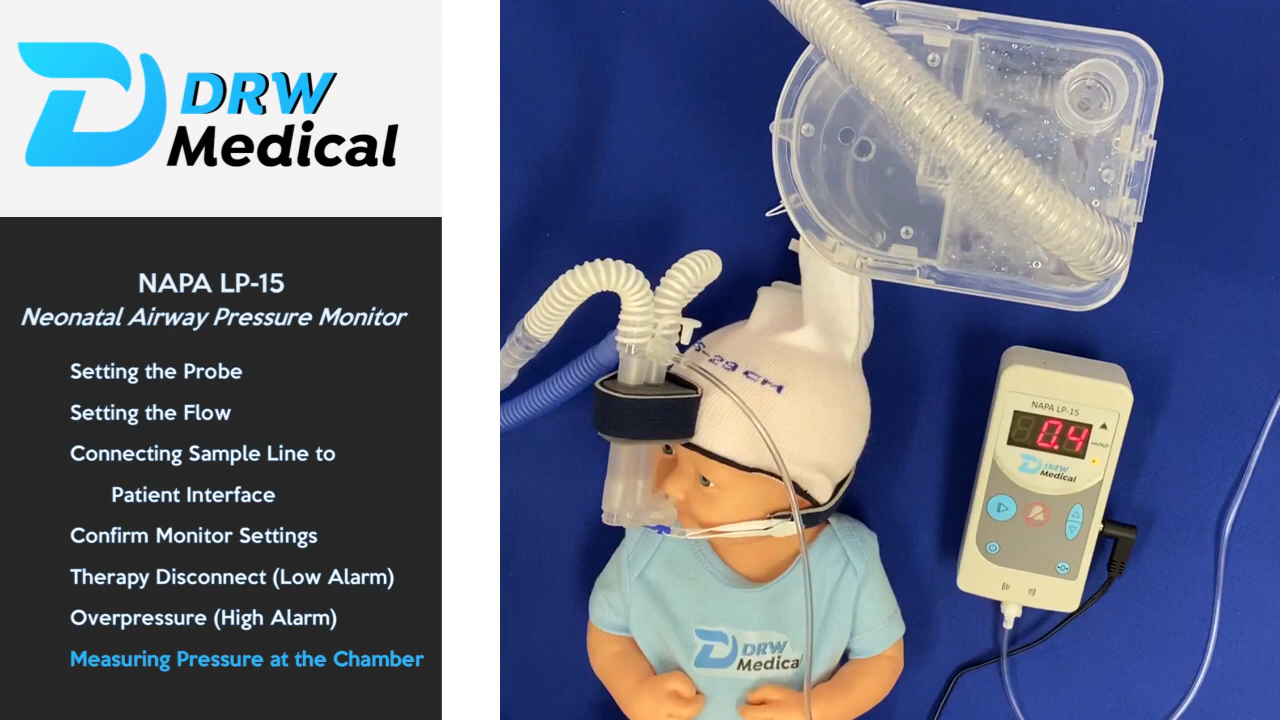 DRW
Medical
NAPA LP-15
Neonatal Airway Pressure Monitor
Setting the Probe
Setting the Flow
Connecting Sample Line to
Patient Interface
Confirm Monitor Settings
Therapy Disconnect (Low Alarm)
Overpressure (High Alarm)
Measuring Pressure at the Chamber
S-29 CM
NAPA LP-15
0.4
DRW
Medical
DRW
Medical